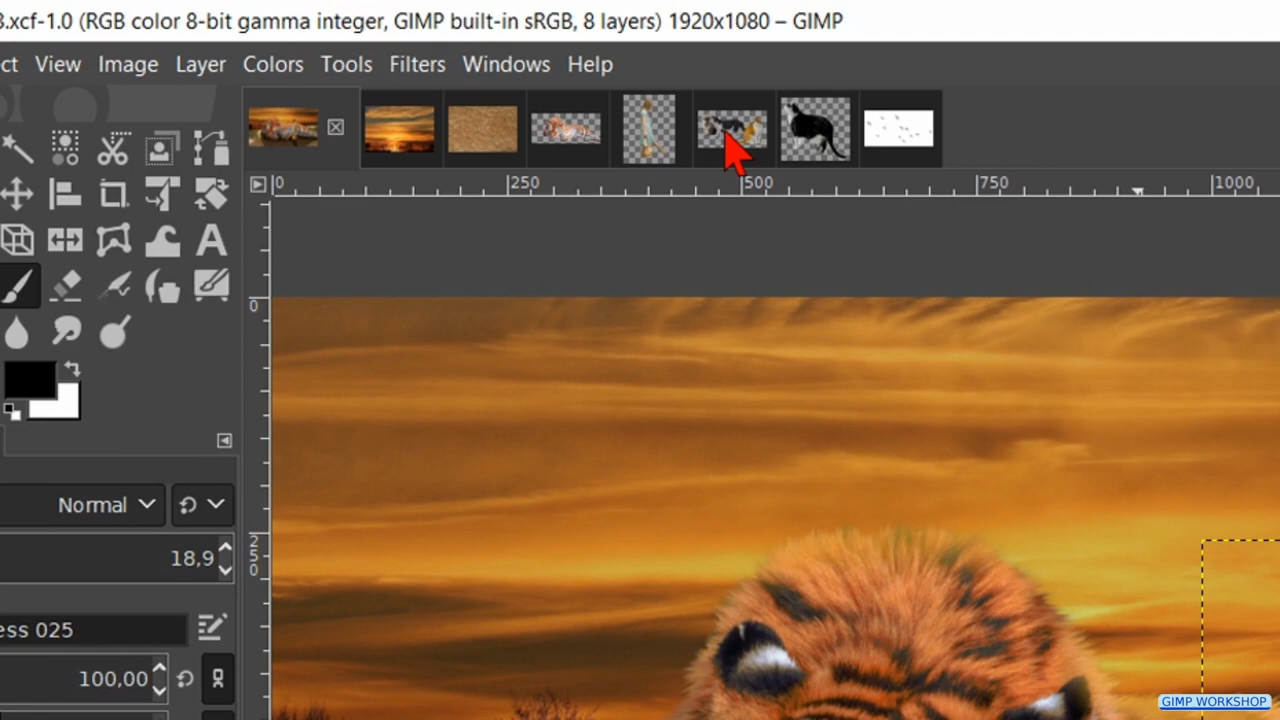 3.xcf-1.0 (RGB color 8-bit gamma integer, GIMP built-in sRGB, 8 layers) 1920x1080 – GIMP
ct View Image Layer Colors Tools Filters Windows Help
0 250 500 750 1000
0
250
Normal
18,9
ess 025
100,00
GIMP WORKSHOP